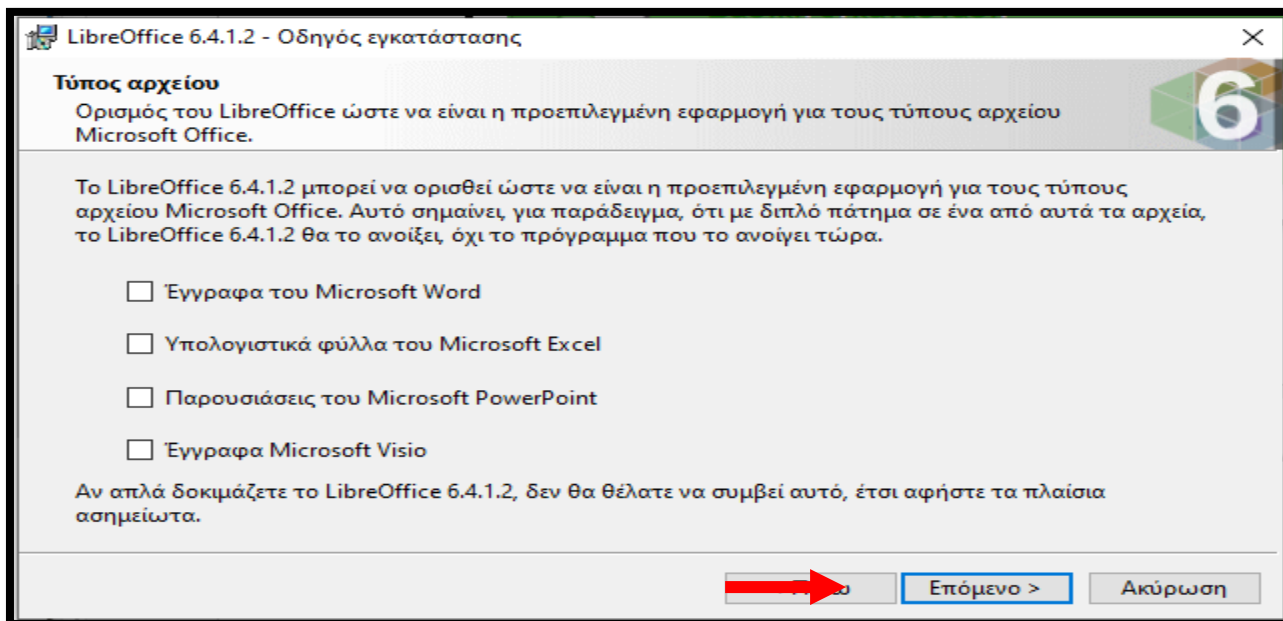 LibreOffice 6.4.1.2 - Οδηγός εγκατάστασης
Τύπος αρχείου
Ορισμός του LibreOffice ώστε να είναι η προεπιλεγμένη εφαρμογή για τους τύπους αρχείου
Microsoft Office.
6
Το LibreOffice 6.4.1.2 μπορεί να ορισθεί ώστε να είναι η προεπιλεγμένη εφαρμογή για τους τύπους
αρχείου Microsoft Office. Αυτό σημαίνει, για παράδειγμα, ότι με διπλό πάτημα σε ένα από αυτά τα αρχεία,
το LibreOffice 6.4.1.2 θα το ανοίξει, όχι το πρόγραμμα που το ανοίγει τώρα.
Έγγραφα του Microsoft Word
Υπολογιστικά φύλλα του Microsoft Excel
Παρουσιάσεις του Microsoft PowerPoint
Έγγραφα Microsoft Visio
Αν απλά δοκιμάζετε το LibreOffice 6.4.1.2, δεν θα θέλατε να συμβεί αυτό, έτσι αφήστε τα πλαίσια
ασημείωτα.
Επόμενο > Ακύρωση